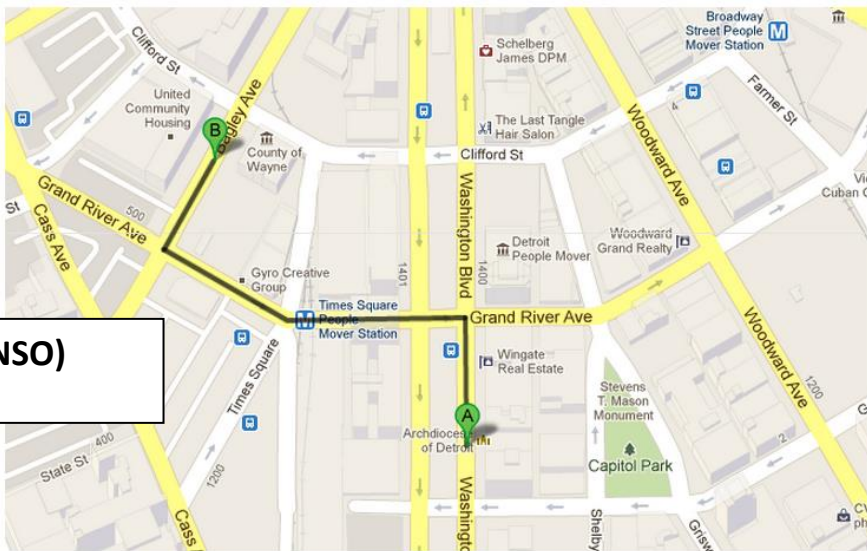 Broadway
Street People
Mover Station
M
Clifford St
Schelberg
James DPM
Farmer St
4
United
Community
Housing
Bagley Ave
B
The Last Tangle
Hair Salon
County of
Wayne
Clifford St
Woodward Ave
Grand River Ave
500
St
Cass Ave
Washington Blvd
1400
1401
Detroit
People Mover
Woodward
Grand Realty
Cuban
Gyro Creative
Group
M
Times Square
People
Mover Station
Grand River Ave
NSO)
Times Square
Wingate
Real Estate
Woodward Ave
1200
Stevens
T. Mason
Monument
A
Archdiocese
of Detroit
Capitol Park
2
400
State St
1200
Cass
Washingto
Shelby
Gris